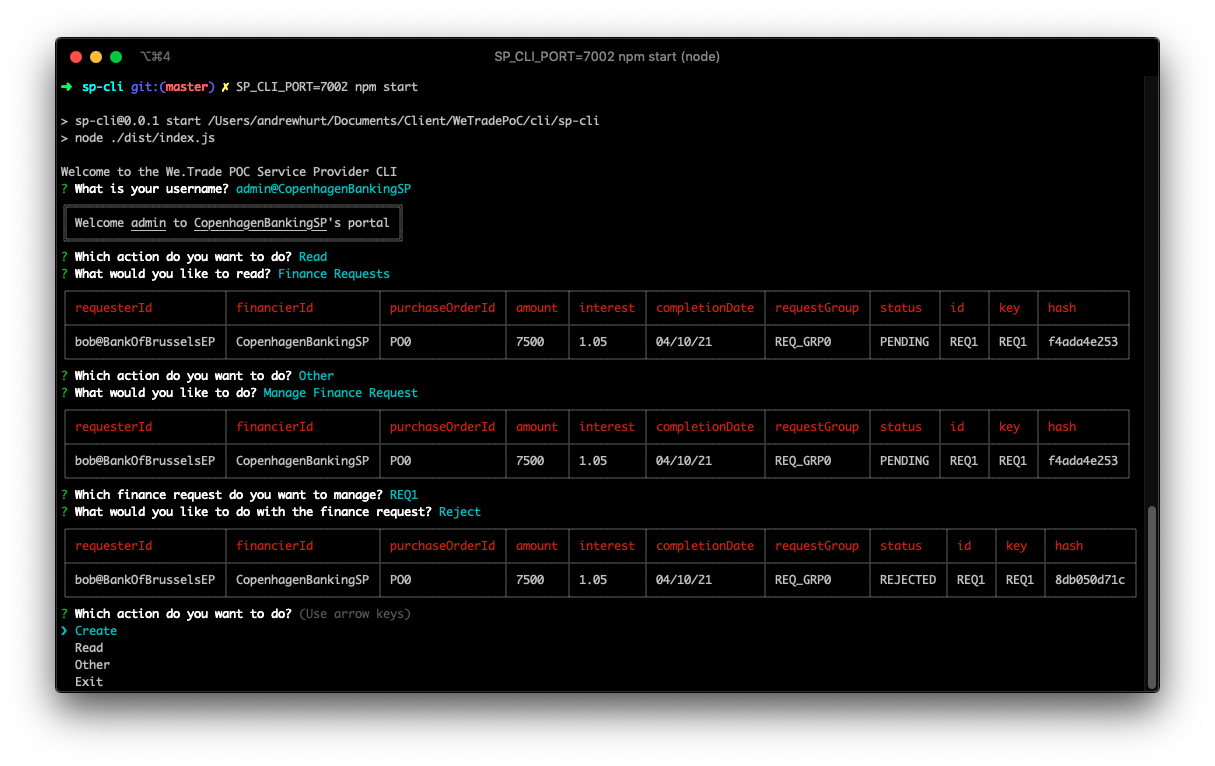 ⌥⌘4 SP_CLI_PORT=7002 npm start (node)
➜ sp-cli git:(master) ✗ SP_CLI_PORT=7002 npm start
> sp-cli@0.0.1 start /Users/andrewhurt/Documents/Client/WeTradePoC/cli/sp-cli
> node ./dist/index.js
Welcome to the We.Trade POC Service Provider CLI
? What is your username? admin@CopenhagenBankingSP
Welcome admin to CopenhagenBankingSP's portal
? Which action do you want to do? Read
? What would you like to read? Finance Requests
requesterId financierId purchaseOrderId amount interest completionDate requestGroup status id key hash
bob@BankOfBrusselsEP CopenhagenBankingSP PO0 7500 1.05 04/10/21 REQ_GRP0 PENDING REQ1 REQ1 f4ada4e253
? Which action do you want to do? Other
? What would you like to do? Manage Finance Request
requesterId financierId purchaseOrderId amount interest completionDate requestGroup status id key hash
bob@BankOfBrusselsEP CopenhagenBankingSP PO0 7500 1.05 04/10/21 REQ_GRP0 PENDING REQ1 REQ1 f4ada4e253
? Which finance request do you want to manage? REQ1
? What would you like to do with the finance request? Reject
requesterId financierId purchaseOrderId amount interest completionDate requestGroup status id key hash
bob@BankOfBrusselsEP CopenhagenBankingSP PO0 7500 1.05 04/10/21 REQ_GRP0 REJECTED REQ1 REQ1 8db050d71c
? Which action do you want to do? (Use arrow keys)
❯ Create
Read
Other
Exit